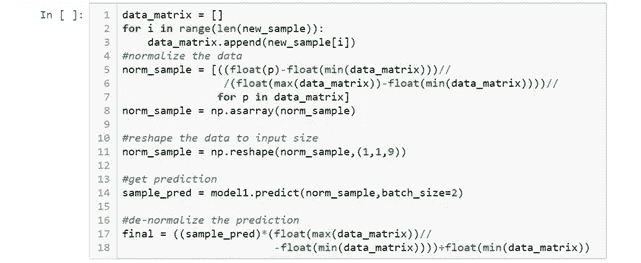 In [ ]:
1 data_matrix = []
2 for i in range(len(new_sample)):
3     data_matrix.append(new_sample[i])
4 #normalize the data
5 norm_sample = [((float(p)-float(min(data_matrix)))//
6               /(float(max(data_matrix))-float(min(data_matrix))))//
7              for p in data_matrix]
8 norm_sample = np.asarray(norm_sample)
9
10 #reshape the data to input size
11 norm_sample = np.reshape(norm_sample,(1,1,9))
12
13 #get prediction
14 sample_pred = model1.predict(norm_sample,batch_size=2)
15
16 #de-normalize the prediction
17 final = ((sample_pred)*(float(max(data_matrix))//
18                      -float(min(data_matrix))))+float(min(data_matrix))